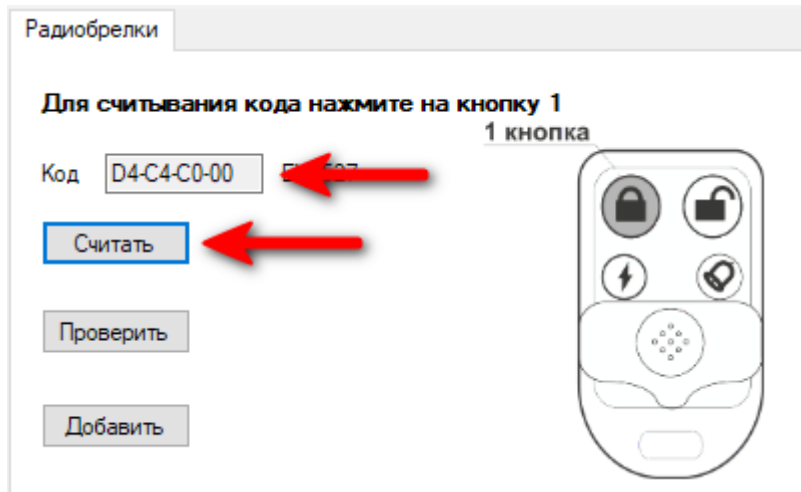 Радиобрелки
Для считывания кода нажмите на кнопку 1
1 кнопка
Код D4-C4-C0-00
Считать
Проверить
Добавить